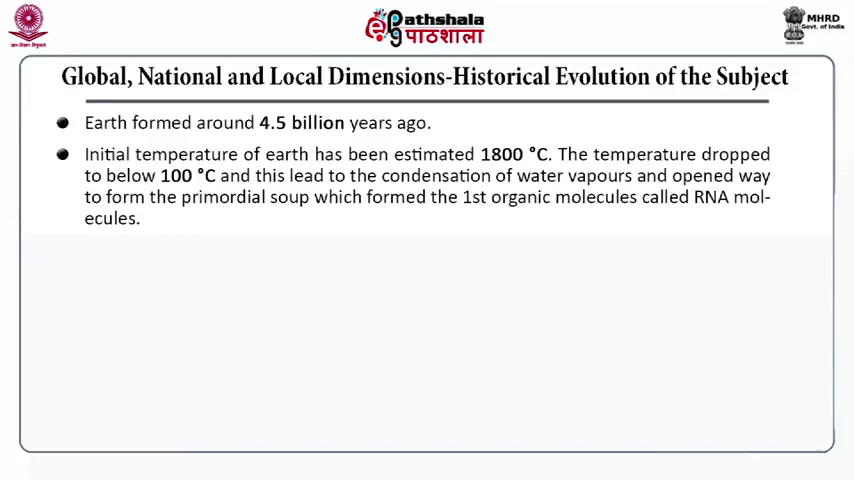 Pathshala
पाठशाला
MHRD
Govt. of India
Global, National and Local Dimensions-Historical Evolution of the Subject
Earth formed around 4.5 billion years ago.
Initial temperature of earth has been estimated 1800 °C. The temperature dropped
to below 100 °C and this lead to the condensation of water vapours and opened way
to form the primordial soup which formed the 1st organic molecules called RNA mol-
ecules.